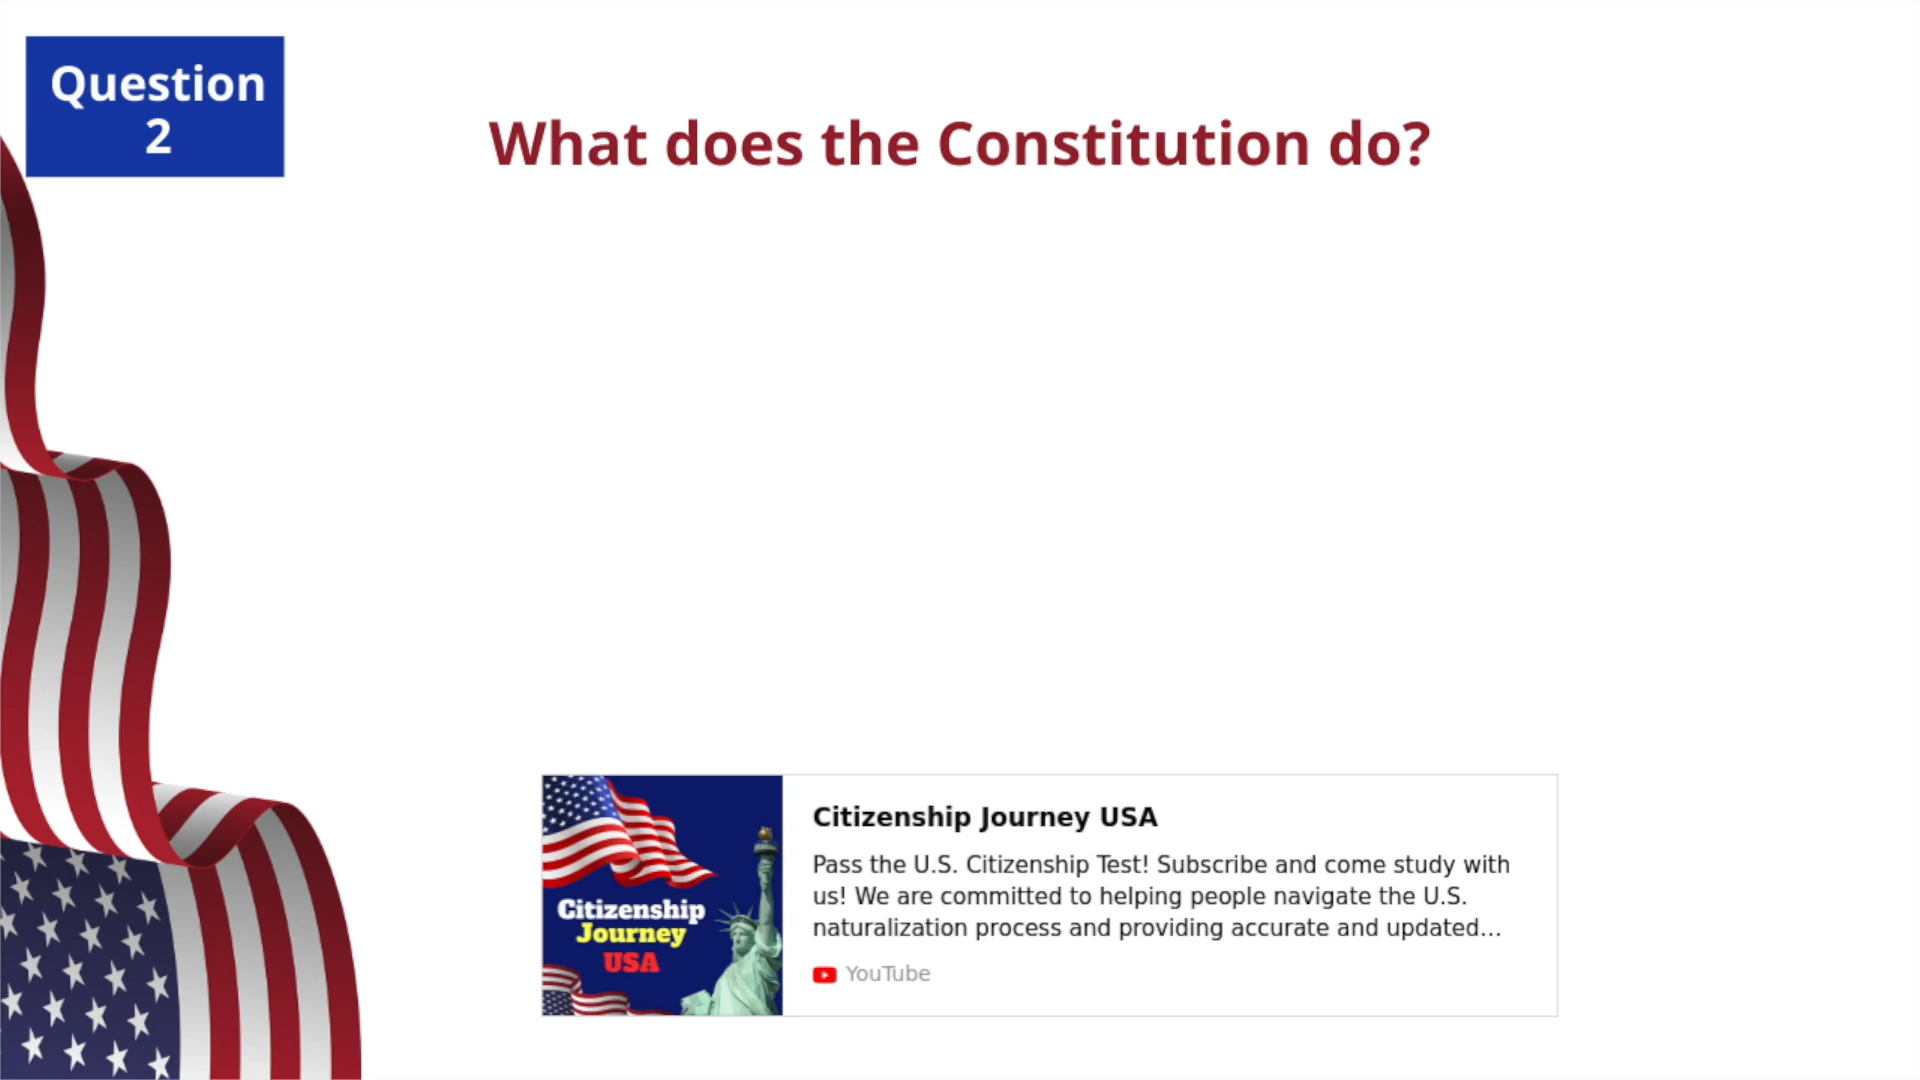 Question
2
What does the Constitution do?
Citizenship Journey USA
Pass the U.S. Citizenship Test! Subscribe and come study with
us! We are committed to helping people navigate the U.S.
naturalization process and providing accurate and updated...
YouTube
Citizenship
Journey
USA